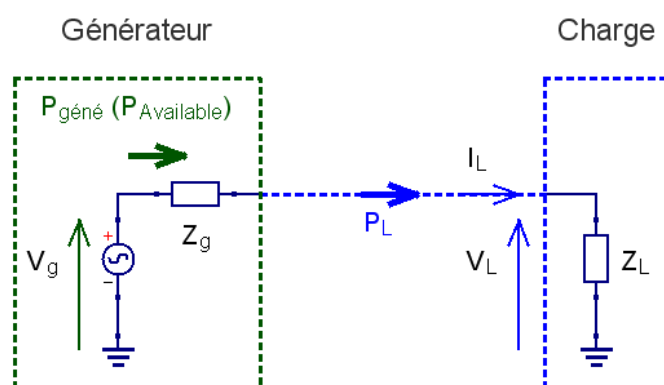 Générateur
Charge
Pgéné (PAvailable)
IL
Zg
PL
+
Vg
−
VL
ZL